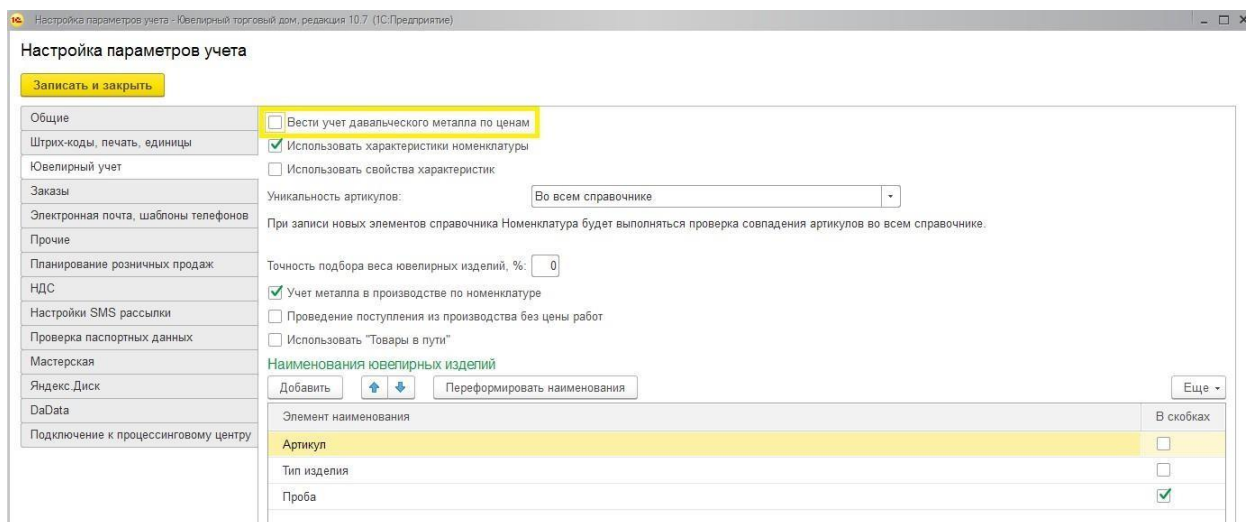 Настройка параметров учета - Ювелирный торговый дом, редакция 10.7 (1С:Предприятие)
Настройка параметров учета
Записать и закрыть
Общие
Штрих-коды, печать, единицы
Ювелирный учет
Заказы
Электронная почта, шаблоны телефонов
Прочие
Планирование розничных продаж
НДС
Настройки SMS рассылки
Проверка паспортных данных
Мастерская
Яндекс.Диск
DaData
Подключение к процессинговому центру
Вести учет давальческого металла по ценам
Использовать характеристики номенклатуры
Использовать свойства характеристик
Уникальность артикулов: Во всем справочнике
При записи новых элементов справочника Номенклатура будет выполняться проверка совпадения артикулов во всем справочнике.
Точность подбора веса ювелирных изделий, %: 0
Учет металла в производстве по номенклатуре
Проведение поступления из производства без цены работ
Использовать "Товары в пути"
Наименования ювелирных изделий
Добавить Переформировать наименования Еще
Элемент наименования В скобках
Артикул
Тип изделия
Проба